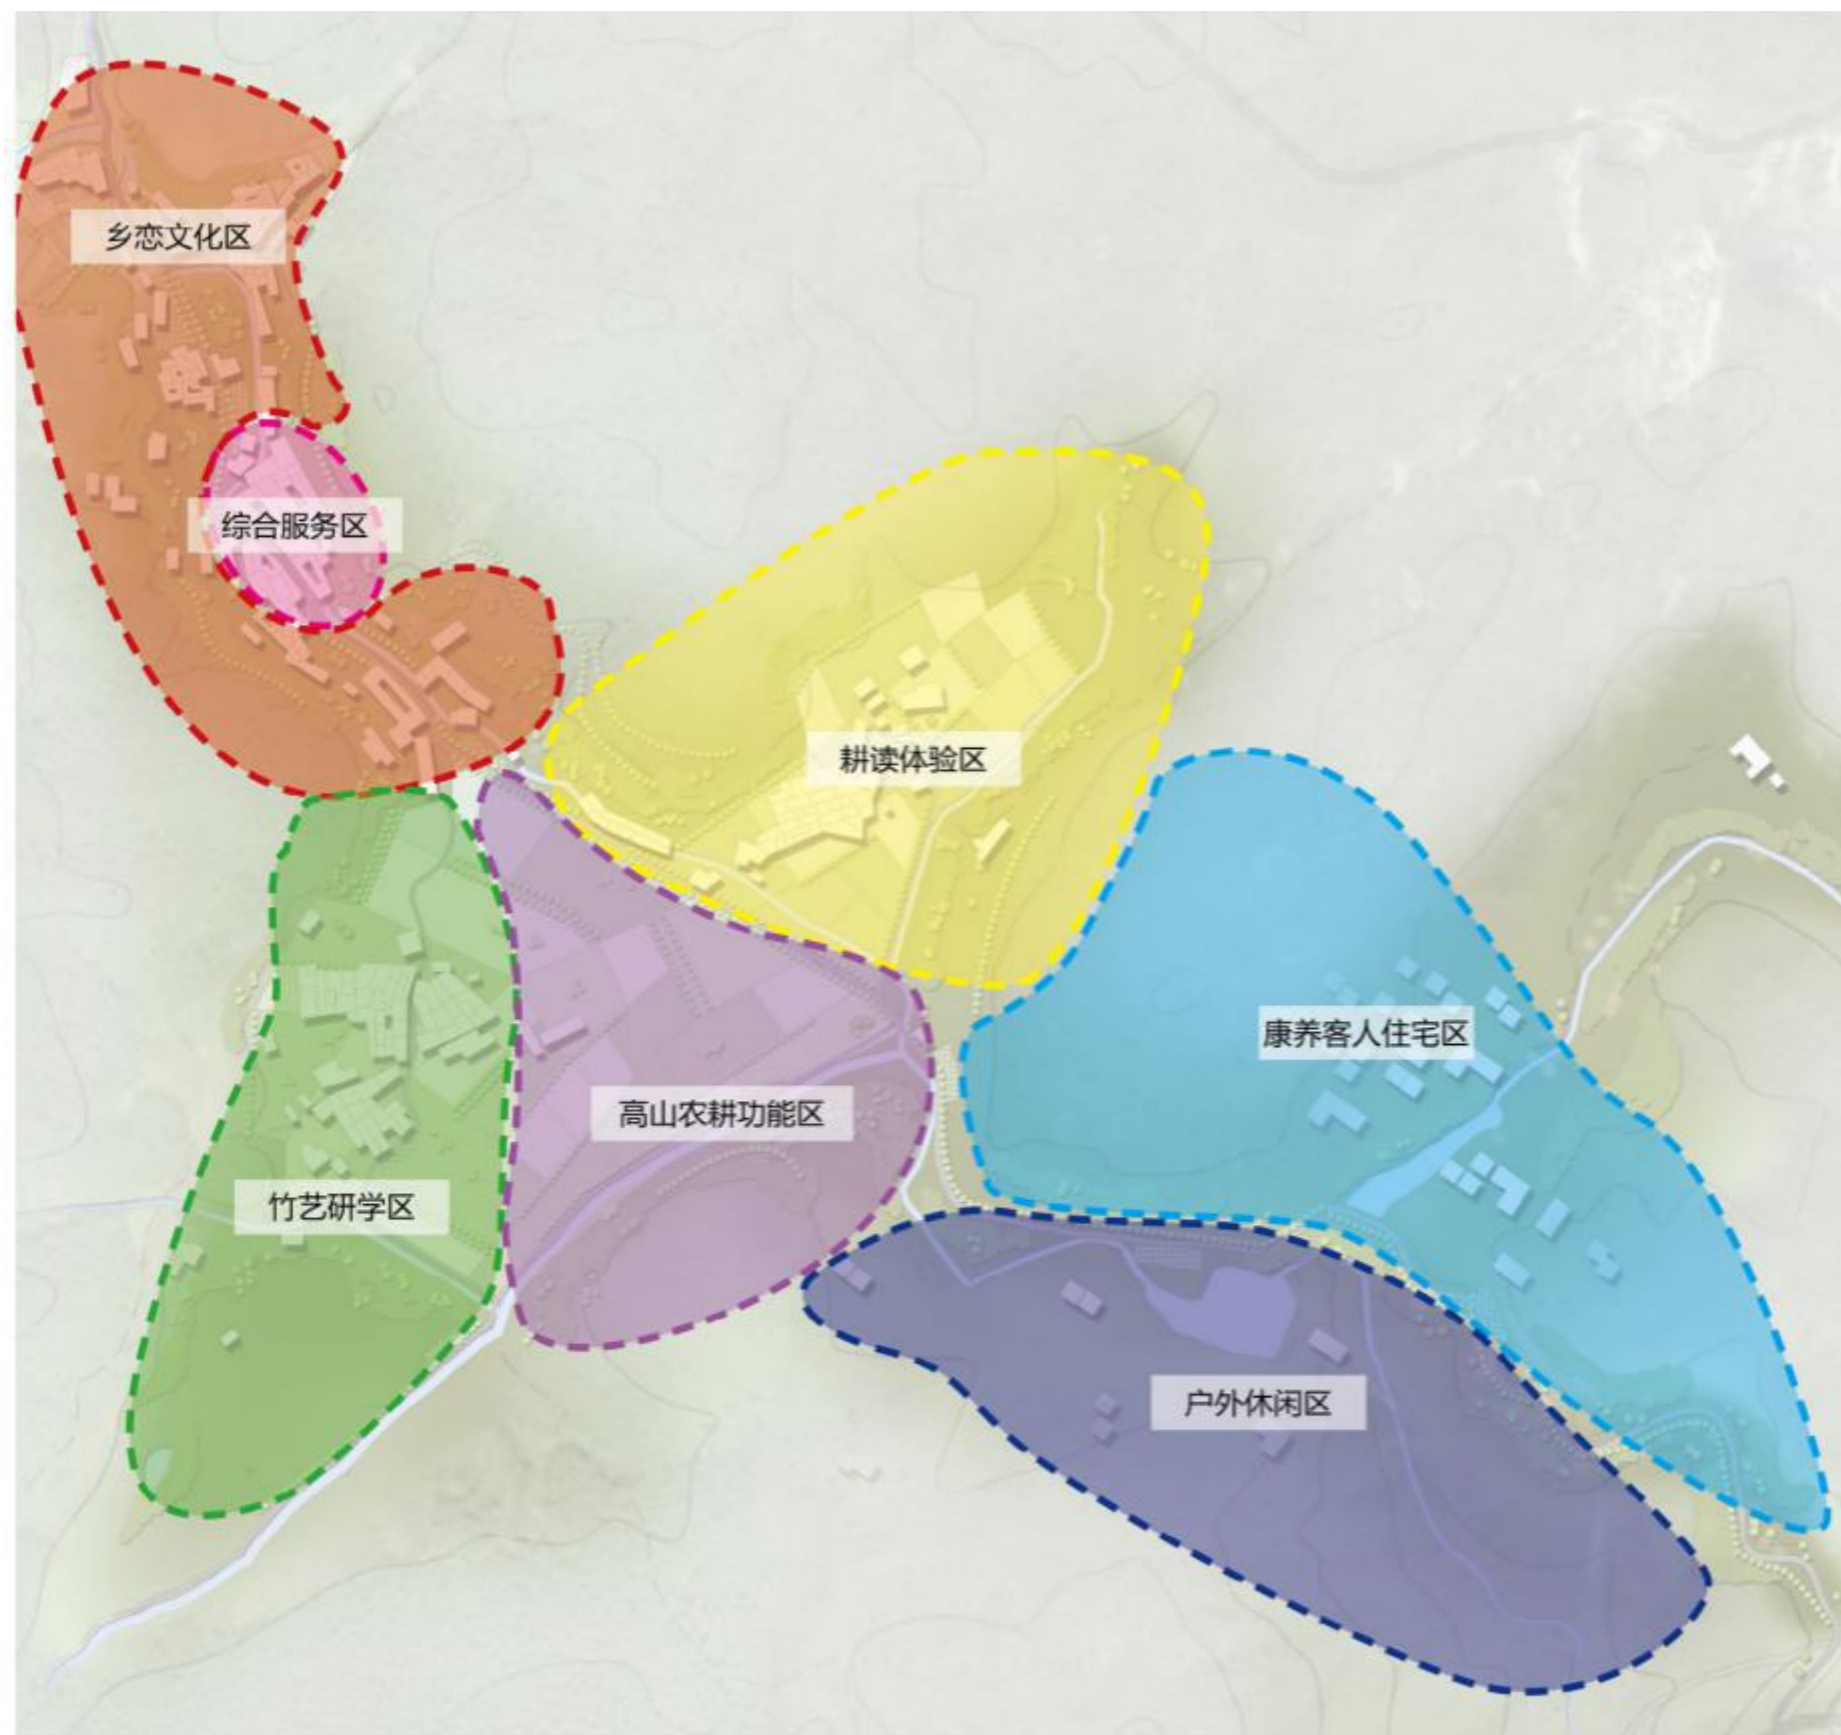 乡恋文化区
综合服务区
耕读体验区
康养客人住宅区
高山农耕功能区
竹艺研学区
户外休闲区